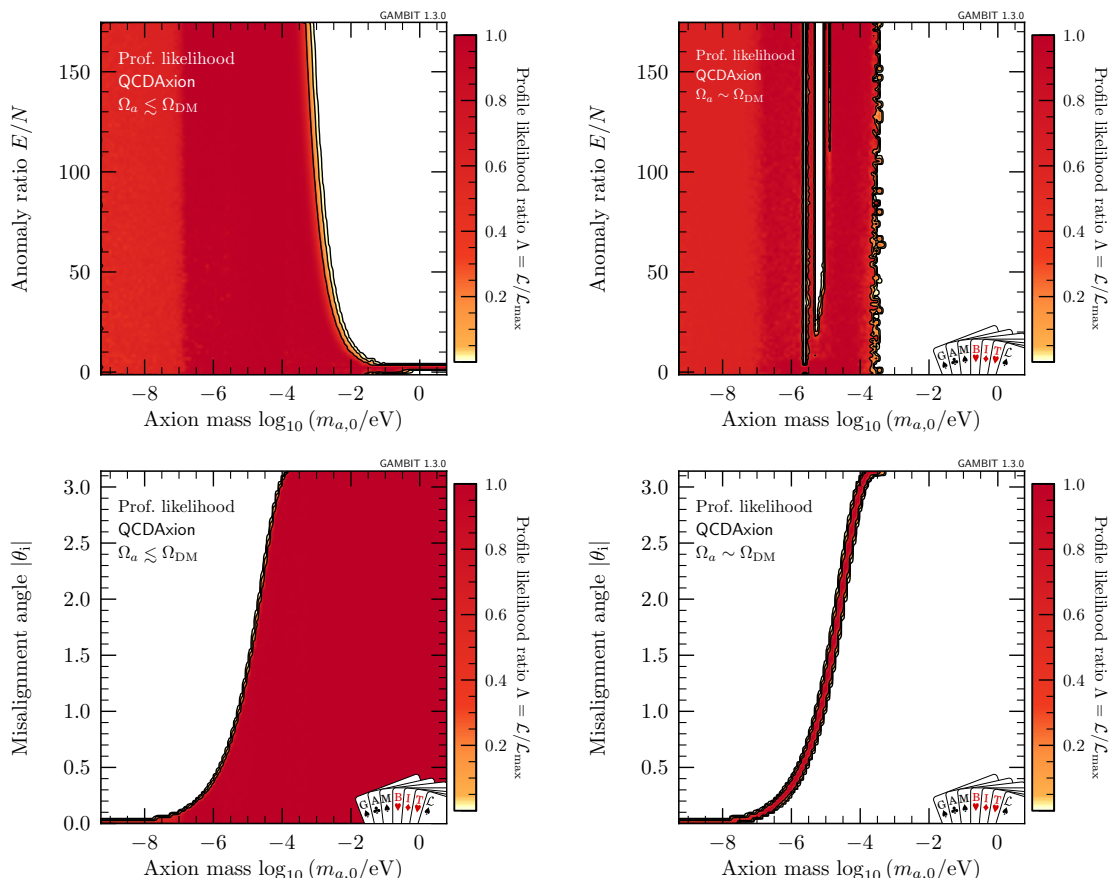 GAMBIT 1.3.0
Prof. likelihood
QCDAxion
Ω_a ≲ Ω_DM
150
100
50
0
Anomaly ratio E/N
−8 −6 −4 −2 0
Axion mass log₁₀ (m_{a,0}/eV)
1.0
0.8
0.6
0.4
0.2
Profile likelihood ratio Λ = ℒ/ℒ_max
GAMBIT 1.3.0
Prof. likelihood
QCDAxion
Ω_a ∼ Ω_DM
150
100
50
0
Anomaly ratio E/N
−8 −6 −4 −2 0
Axion mass log₁₀ (m_{a,0}/eV)
G A M B I T ℒ
1.0
0.8
0.6
0.4
0.2
Profile likelihood ratio Λ = ℒ/ℒ_max
GAMBIT 1.3.0
Prof. likelihood
QCDAxion
Ω_a ≲ Ω_DM
3.0
2.5
2.0
1.5
1.0
0.5
0.0
Misalignment angle |θ_i|
−8 −6 −4 −2 0
Axion mass log₁₀ (m_{a,0}/eV)
G A M B I T ℒ
1.0
0.8
0.6
0.4
0.2
Profile likelihood ratio Λ = ℒ/ℒ_max
GAMBIT 1.3.0
Prof. likelihood
QCDAxion
Ω_a ∼ Ω_DM
3.0
2.5
2.0
1.5
1.0
0.5
0.0
Misalignment angle |θ_i|
−8 −6 −4 −2 0
Axion mass log₁₀ (m_{a,0}/eV)
G A M B I T ℒ
1.0
0.8
0.6
0.4
0.2
Profile likelihood ratio Λ = ℒ/ℒ_max